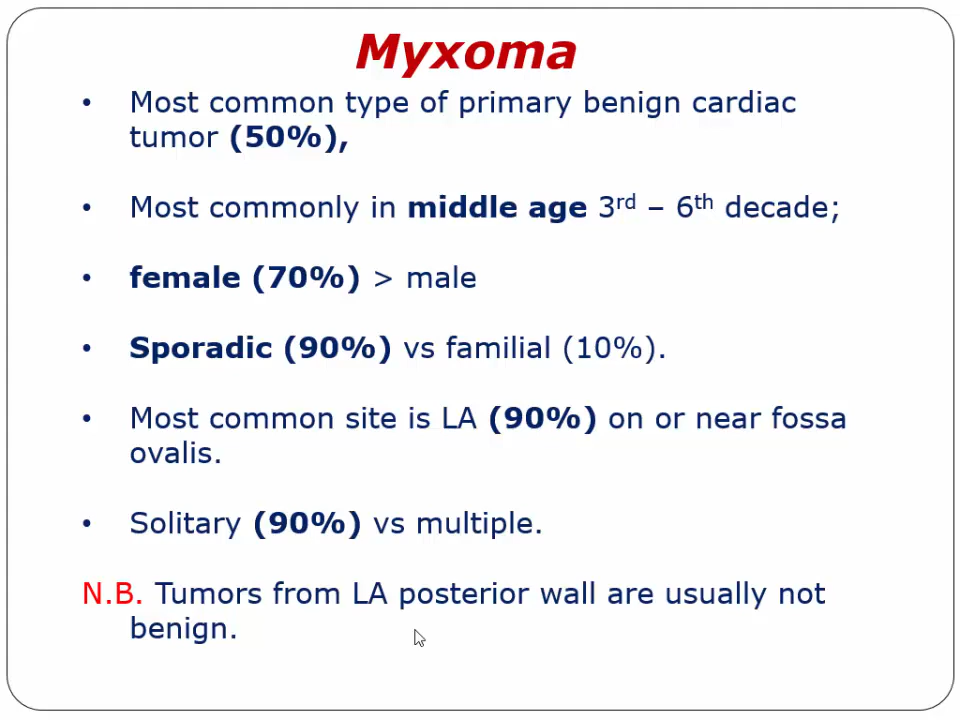 Myxoma
• Most common type of primary benign cardiac
tumor (50%),
• Most commonly in middle age 3rd – 6th decade;
• female (70%) > male
• Sporadic (90%) vs familial (10%).
• Most common site is LA (90%) on or near fossa
ovalis.
• Solitary (90%) vs multiple.
N.B. Tumors from LA posterior wall are usually not
benign.